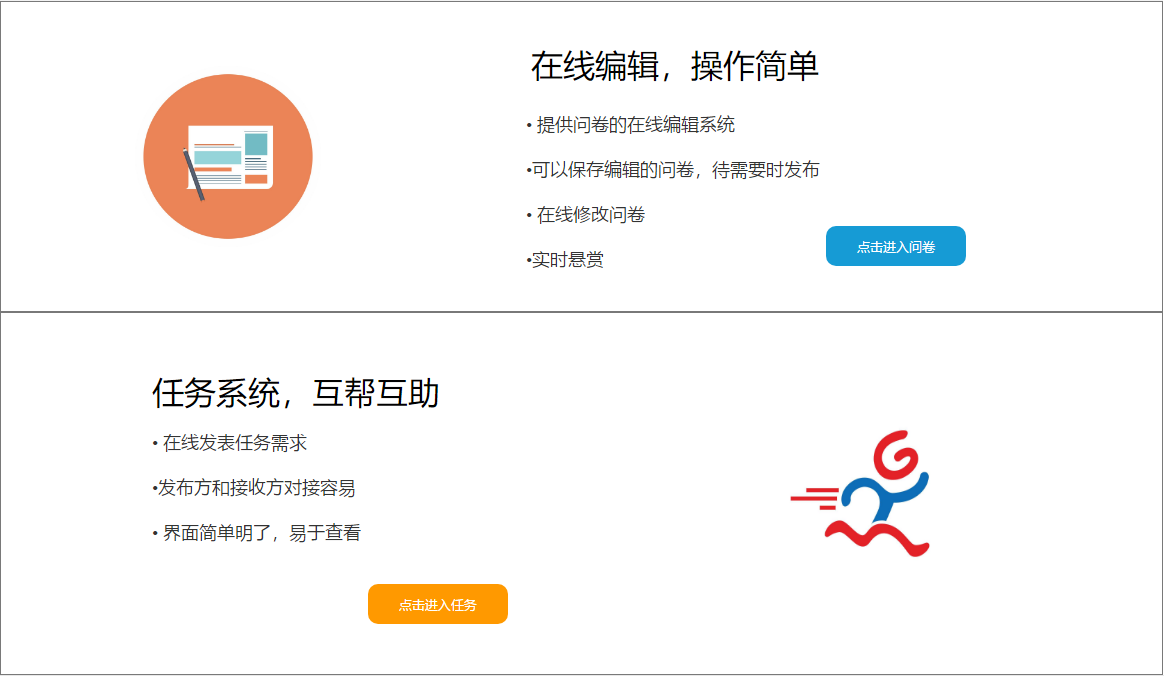 在线编辑，操作简单
• 提供问卷的在线编辑系统
•可以保存编辑的问卷，待需要时发布
• 在线修改问卷
点击进入问卷
•实时悬赏
任务系统，互帮互助
• 在线发表任务需求
•发布方和接收方对接容易
• 界面简单明了，易于查看
点击进入任务